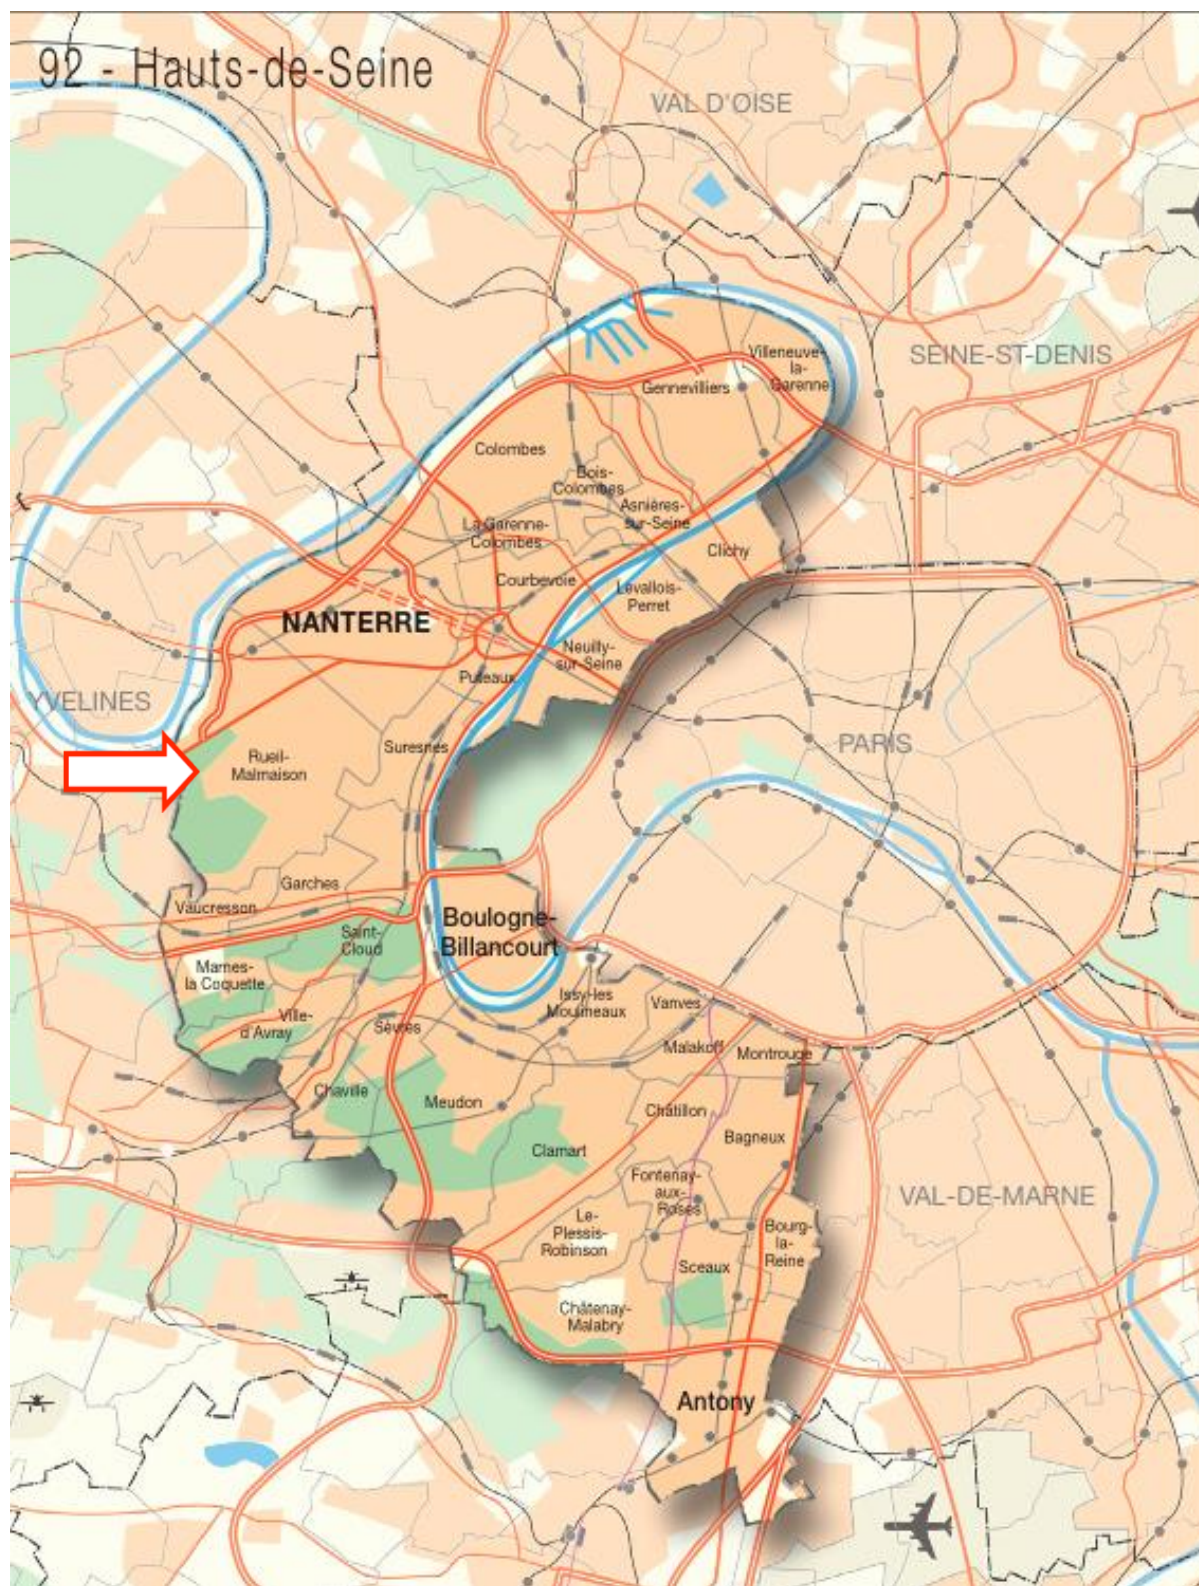 92 - Hauts-de-Seine
VAL D'OISE
SEINE-ST-DENIS
Villeneuve-
la-
Garenne
Gennevilliers
Colombes
Bois-
Colombes
Asnières-
sur-Seine
La Garenne-
Colombes
Clichy
Courbevoie
Levallois-
Perret
NANTERRE
Neuilly-
sur-Seine
Puteaux
YVELINES
PARIS
Suresnes
Rueil-
Malmaison
Garches
Vaucresson
Boulogne-
Billancourt
Saint-
Cloud
Marnes-
la Coquette
Issy-les
Moulineaux
Vanves
Ville-
d'Avray
Sèvres
Malakoff
Montrouge
Chaville
Meudon
Châtillon
Bagneux
Clamart
Fontenay-
aux-
Roses
VAL-DE-MARNE
Le-
Plessis-
Robinson
Bourg-
la-
Reine
Sceaux
Châtenay-
Malabry
Antony